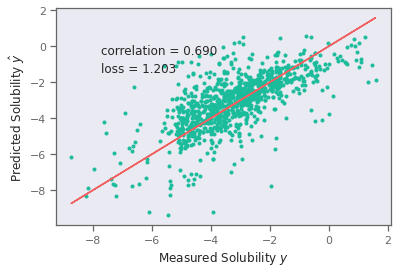 2
0
−2
−4
−6
−8
Predicted Solubility ŷ
correlation = 0.690
loss = 1.203
−8 −6 −4 −2 0 2
Measured Solubility y